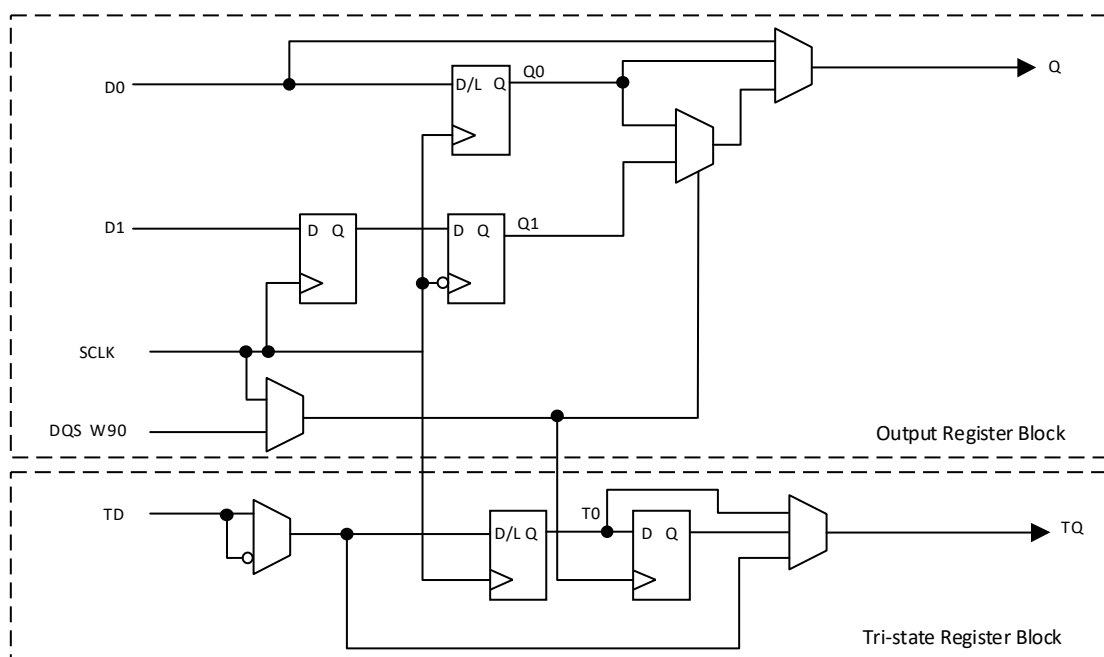 D0
D/L Q
Q0
Q
D1
D Q
D Q
Q1
SCLK
DQS W90
Output Register Block
TD
D/L Q
T0
D Q
TQ
Tri-state Register Block